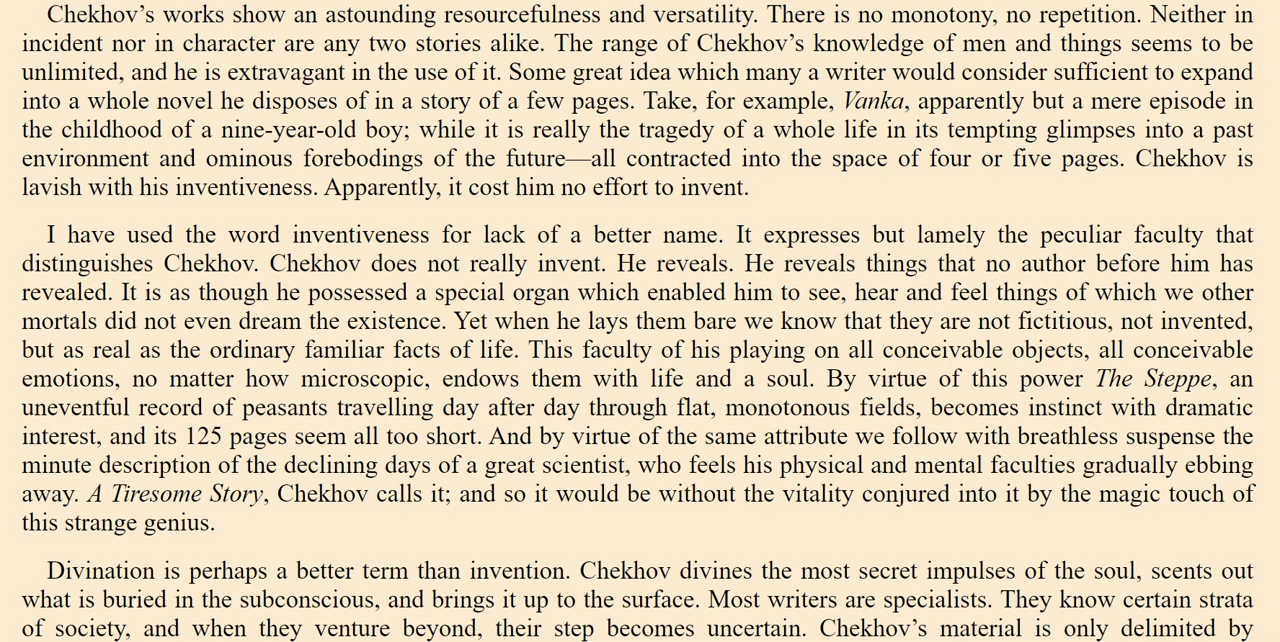 Chekhov’s works show an astounding resourcefulness and versatility. There is no monotony, no repetition. Neither in
incident nor in character are any two stories alike. The range of Chekhov’s knowledge of men and things seems to be
unlimited, and he is extravagant in the use of it. Some great idea which many a writer would consider sufficient to expand
into a whole novel he disposes of in a story of a few pages. Take, for example, Vanka, apparently but a mere episode in
the childhood of a nine-year-old boy; while it is really the tragedy of a whole life in its tempting glimpses into a past
environment and ominous forebodings of the future—all contracted into the space of four or five pages. Chekhov is
lavish with his inventiveness. Apparently, it cost him no effort to invent.
I have used the word inventiveness for lack of a better name. It expresses but lamely the peculiar faculty that
distinguishes Chekhov. Chekhov does not really invent. He reveals. He reveals things that no author before him has
revealed. It is as though he possessed a special organ which enabled him to see, hear and feel things of which we other
mortals did not even dream the existence. Yet when he lays them bare we know that they are not fictitious, not invented,
but as real as the ordinary familiar facts of life. This faculty of his playing on all conceivable objects, all conceivable
emotions, no matter how microscopic, endows them with life and a soul. By virtue of this power The Steppe, an
uneventful record of peasants travelling day after day through flat, monotonous fields, becomes instinct with dramatic
interest, and its 125 pages seem all too short. And by virtue of the same attribute we follow with breathless suspense the
minute description of the declining days of a great scientist, who feels his physical and mental faculties gradually ebbing
away. A Tiresome Story, Chekhov calls it; and so it would be without the vitality conjured into it by the magic touch of
this strange genius.
Divination is perhaps a better term than invention. Chekhov divines the most secret impulses of the soul, scents out
what is buried in the subconscious, and brings it up to the surface. Most writers are specialists. They know certain strata
of society, and when they venture beyond, their step becomes uncertain. Chekhov’s material is only delimited by